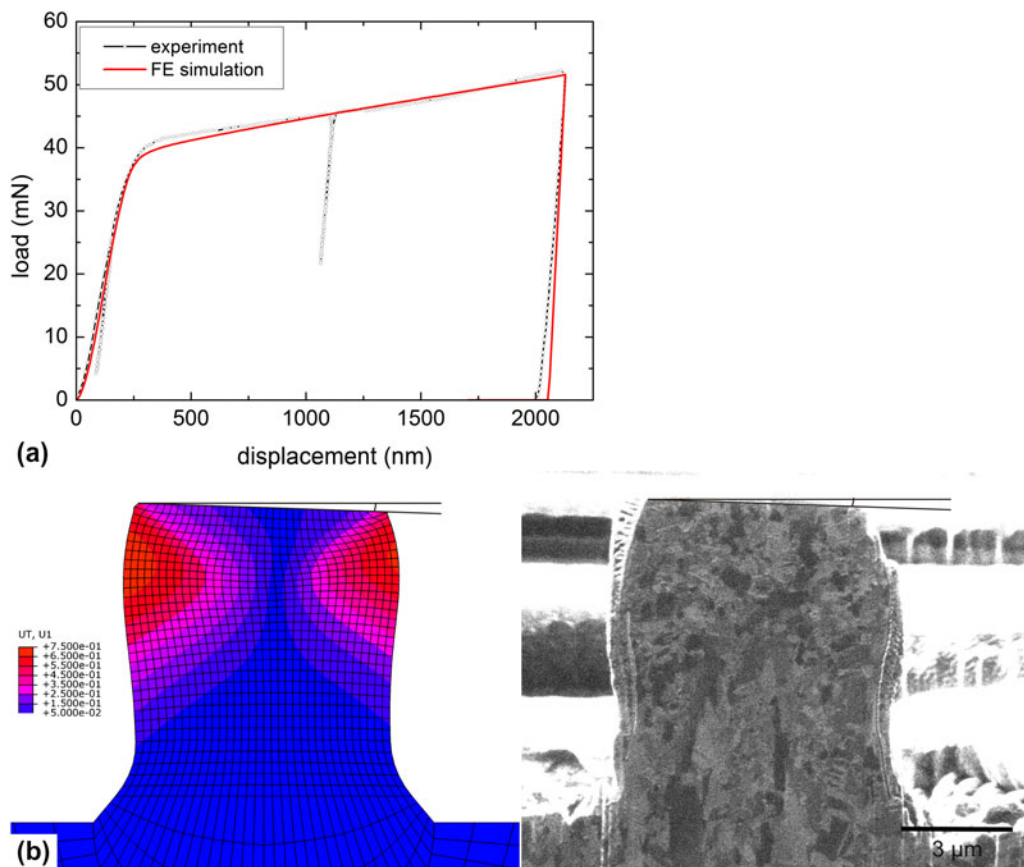 60
50
40
30
20
10
0
load (mN)
experiment
FE simulation
0
500
1000
1500
2000
displacement (nm)
(a)
UT, U1
+7.500e-01
+6.500e-01
+5.500e-01
+4.500e-01
+3.500e-01
+2.500e-01
+1.500e-01
+5.000e-02
(b)
3 µm